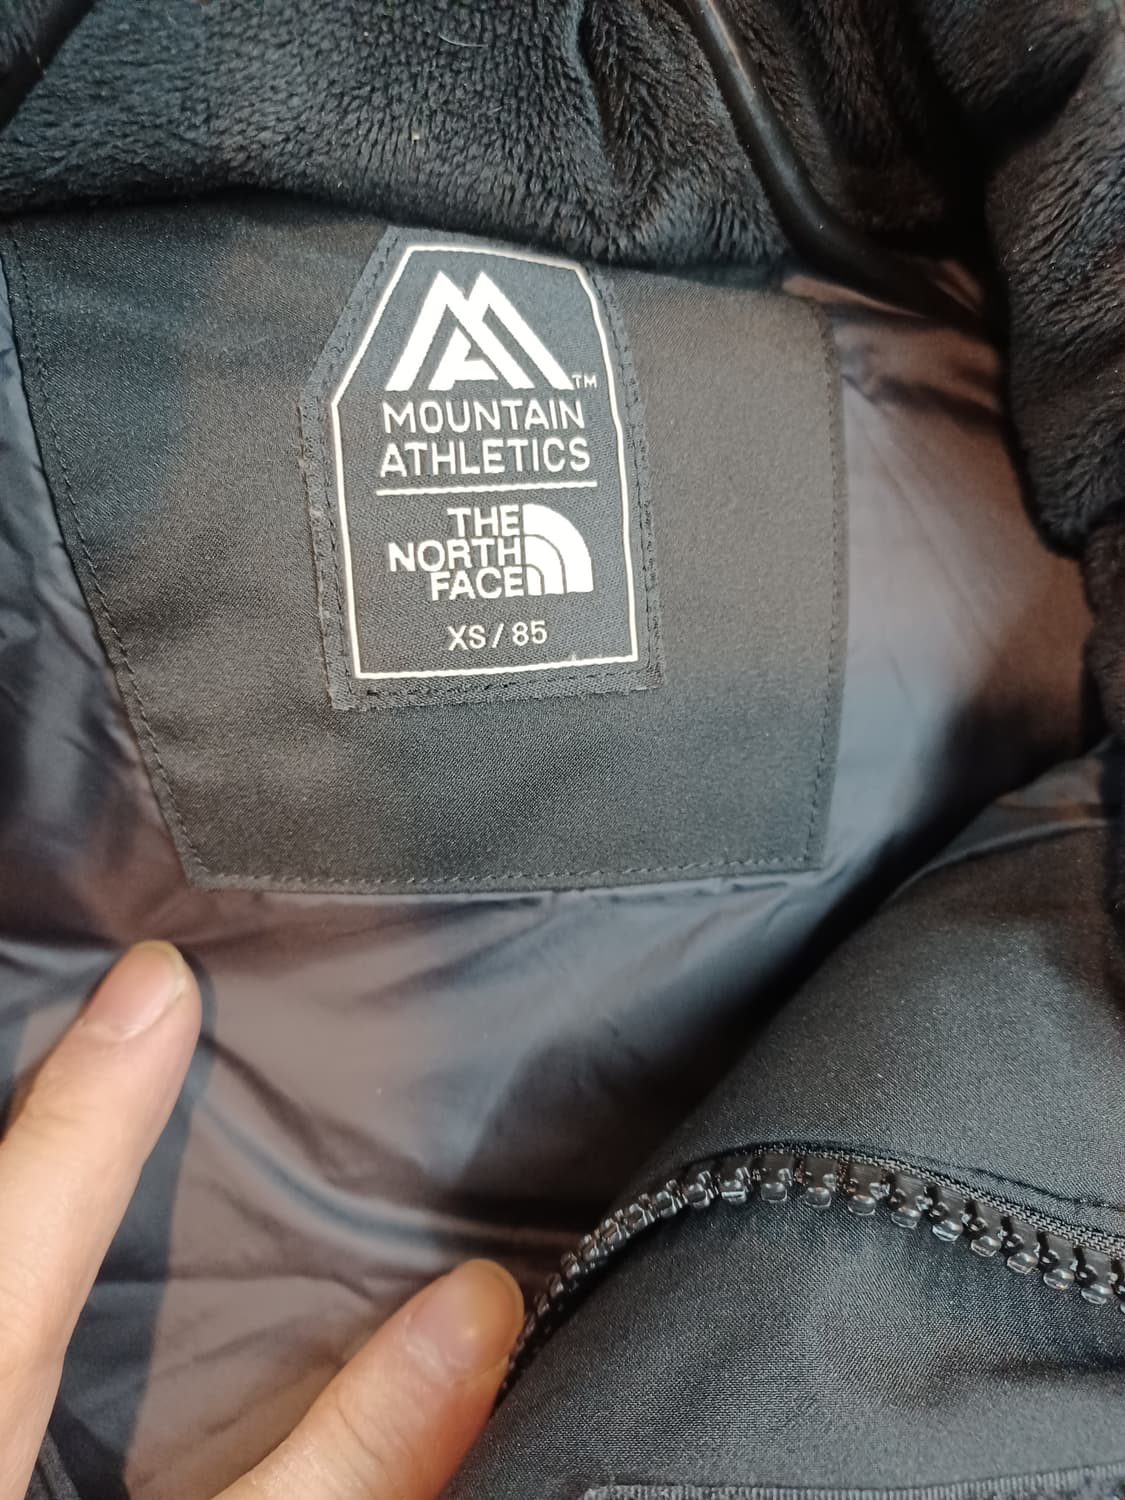 TM
MOUNTAIN
ATHLETICS
THE
NORTH
FACE
XS / 85